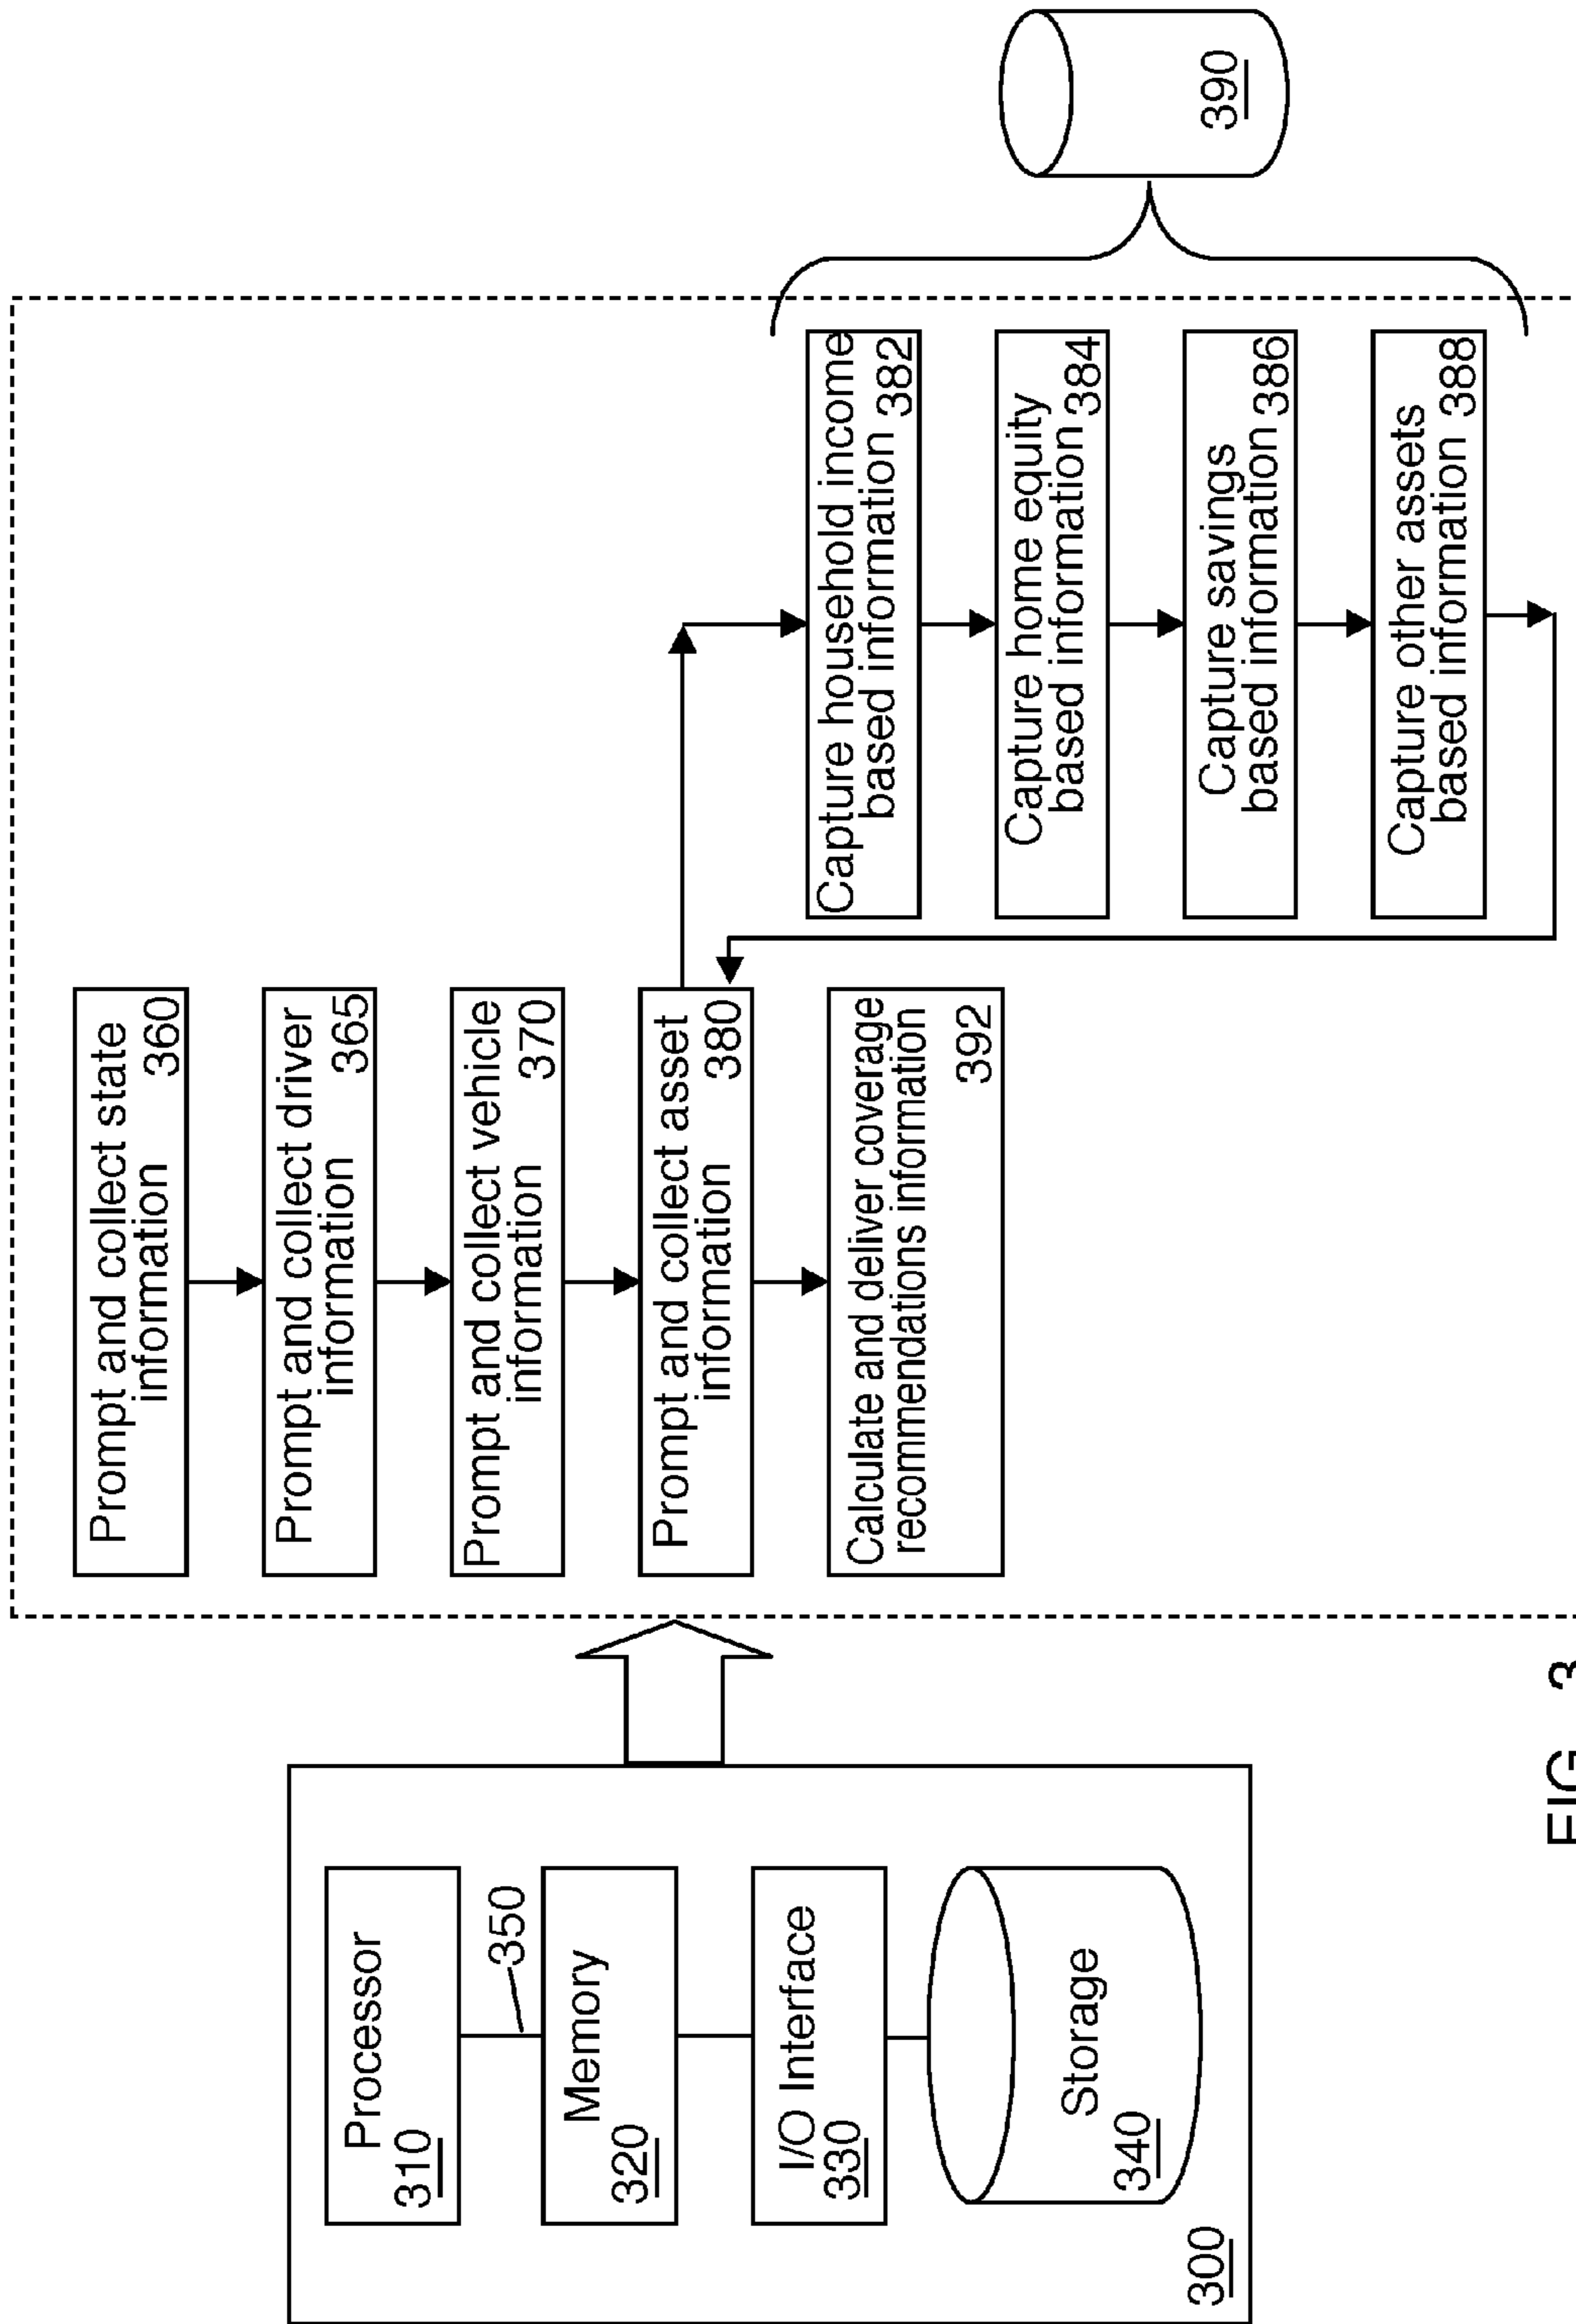 Processor
310
350
Memory
320
I/O Interface
330
Storage
340
300
Prompt and collect state
information 360
Prompt and collect driver
information 365
Prompt and collect vehicle
information 370
Prompt and collect asset
information 380
Calculate and deliver coverage
recommendations information
392
Capture household income
based information 382
Capture home equity
based information 384
Capture savings
based information 386
Capture other assets
based information 388
390
FIG. 3